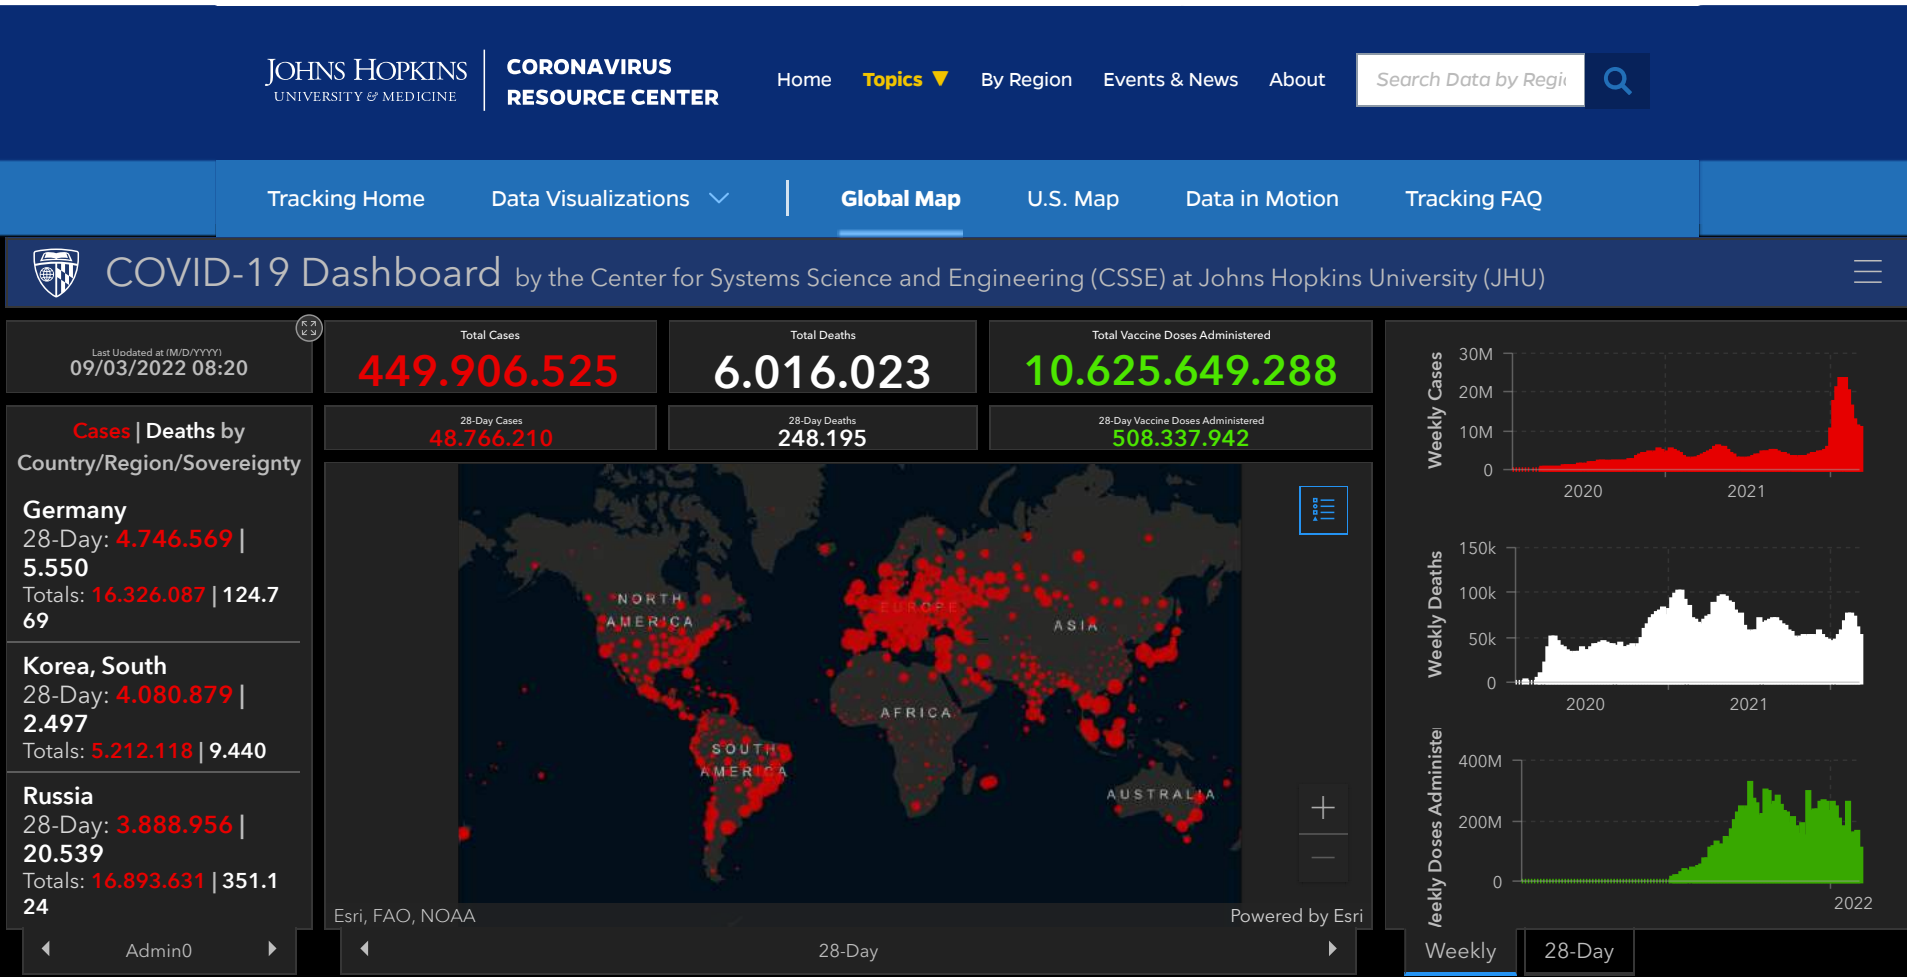 JOHNS HOPKINS
UNIVERSITY & MEDICINE
CORONAVIRUS
RESOURCE CENTER
Home
Topics ▼
By Region
Events & News
About
Search Data by Regi
Tracking Home
Data Visualizations
Global Map
U.S. Map
Data in Motion
Tracking FAQ
COVID-19 Dashboard by the Center for Systems Science and Engineering (CSSE) at Johns Hopkins University (JHU)
Last Updated at (M/D/YYYY)
09/03/2022 08:20
Cases | Deaths by
Country/Region/Sovereignty
Germany
28-Day: 4.746.569 |
5.550
Totals: 16.326.087 | 124.7
69
Korea, South
28-Day: 4.080.879 |
2.497
Totals: 5.212.118 | 9.440
Russia
28-Day: 3.888.956 |
20.539
Totals: 16.893.631 | 351.1
24
Admin0
Total Cases
449.906.525
Total Deaths
6.016.023
Total Vaccine Doses Administered
10.625.649.288
28-Day Cases
48.766.210
28-Day Deaths
248.195
28-Day Vaccine Doses Administered
508.337.942
NORTH
AMERICA
EUROPE
ASIA
AFRICA
SOUTH
AMERICA
AUSTRALIA
Esri, FAO, NOAA
Powered by Esri
28-Day
Weekly Cases
30M
20M
10M
0
2020
2021
Weekly Deaths
150k
100k
50k
0
2020
2021
eekly Doses Administe
400M
200M
0
2022
Weekly
28-Day